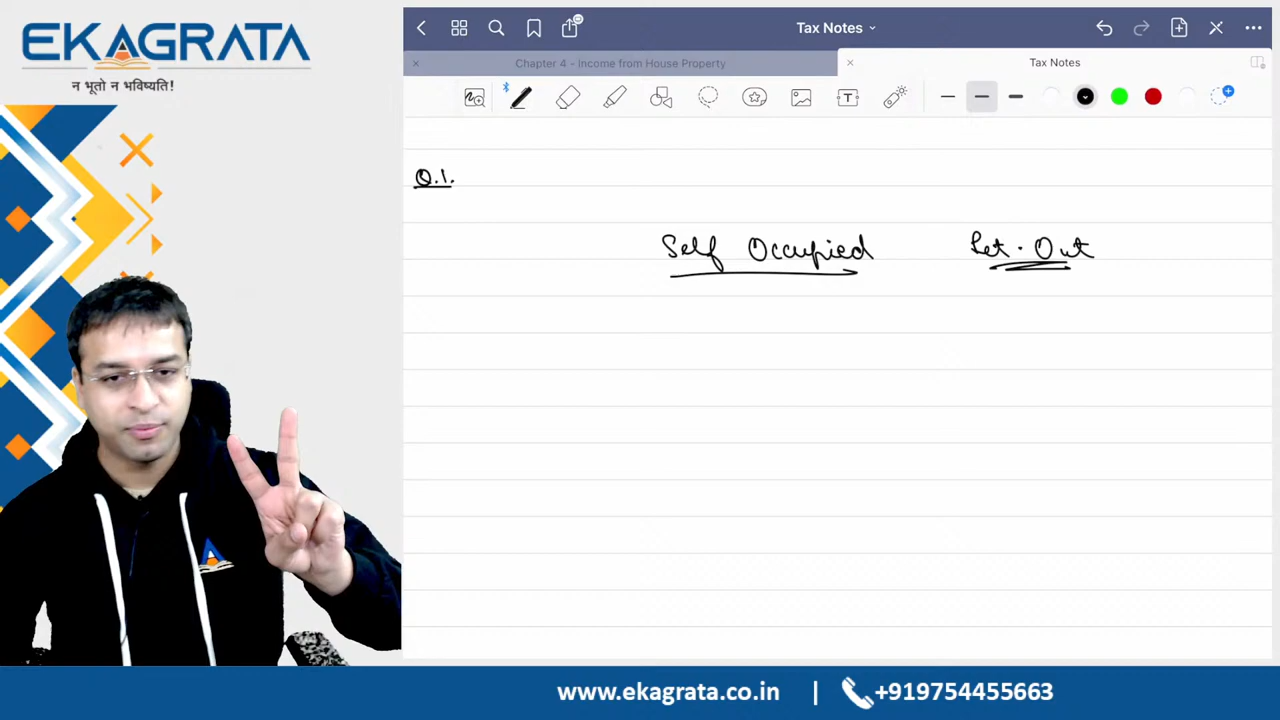 EKAGRATA
न भूतो न भविष्यति!
Tax Notes
Chapter 4 - Income from House Property
Tax Notes
Q.1.
Self Occupied
Let. Out
www.ekagrata.co.in | +919754455663